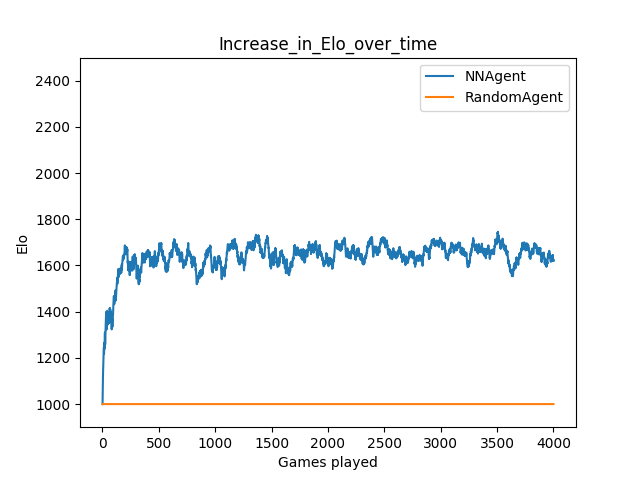 Increase_in_Elo_over_time
NNAgent
RandomAgent
2400
2200
2000
1800
1600
1400
1200
1000
Elo
0 500 1000 1500 2000 2500 3000 3500 4000
Games played